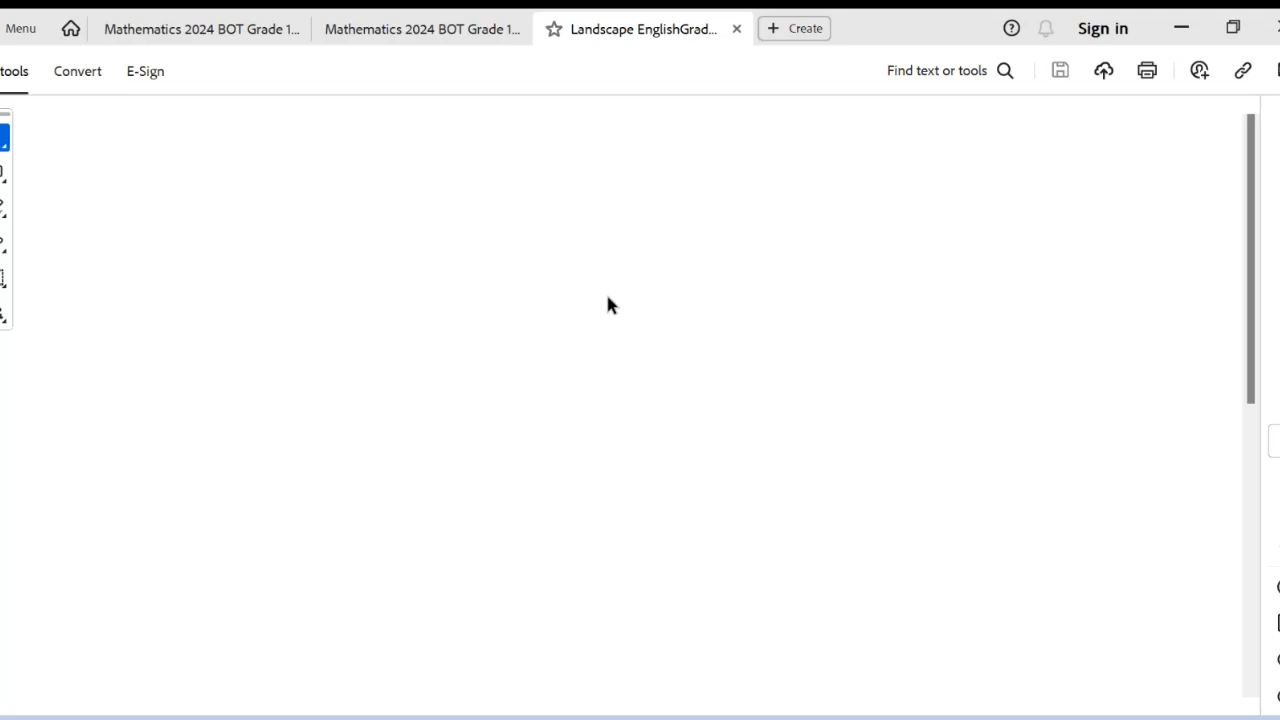 Menu Mathematics 2024 BOT Grade 1... Mathematics 2024 BOT Grade 1... Landscape EnglishGrad... Create Sign in
tools Convert E-Sign Find text or tools